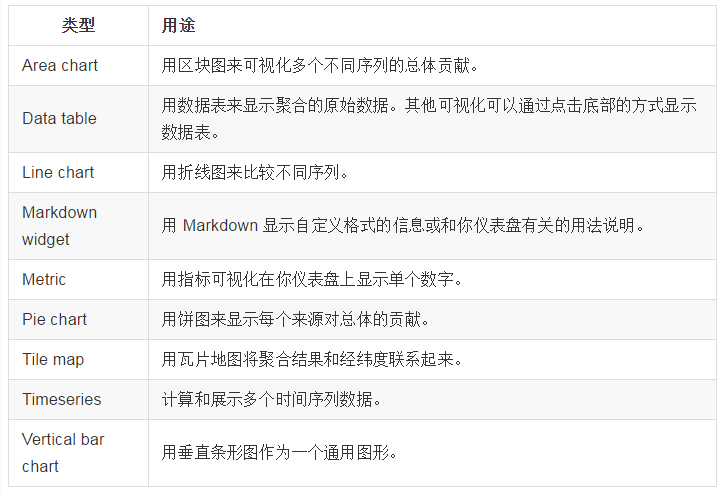 类型 用途
Area chart 用区块图来可视化多个不同序列的总体贡献。
Data table 用数据表来显示聚合的原始数据。其他可视化可以通过点击底部的方式显示
数据表。
Line chart 用折线图来比较不同序列。
Markdown
widget
用 Markdown 显示自定义格式的信息或和你仪表盘有关的用法说明。
Metric 用指标可视化在你仪表盘上显示单个数字。
Pie chart 用饼图来显示每个来源对总体的贡献。
Tile map 用瓦片地图将聚合结果和经纬度联系起来。
Timeseries 计算和展示多个时间序列数据。
Vertical bar
chart
用垂直条形图作为一个通用图形。